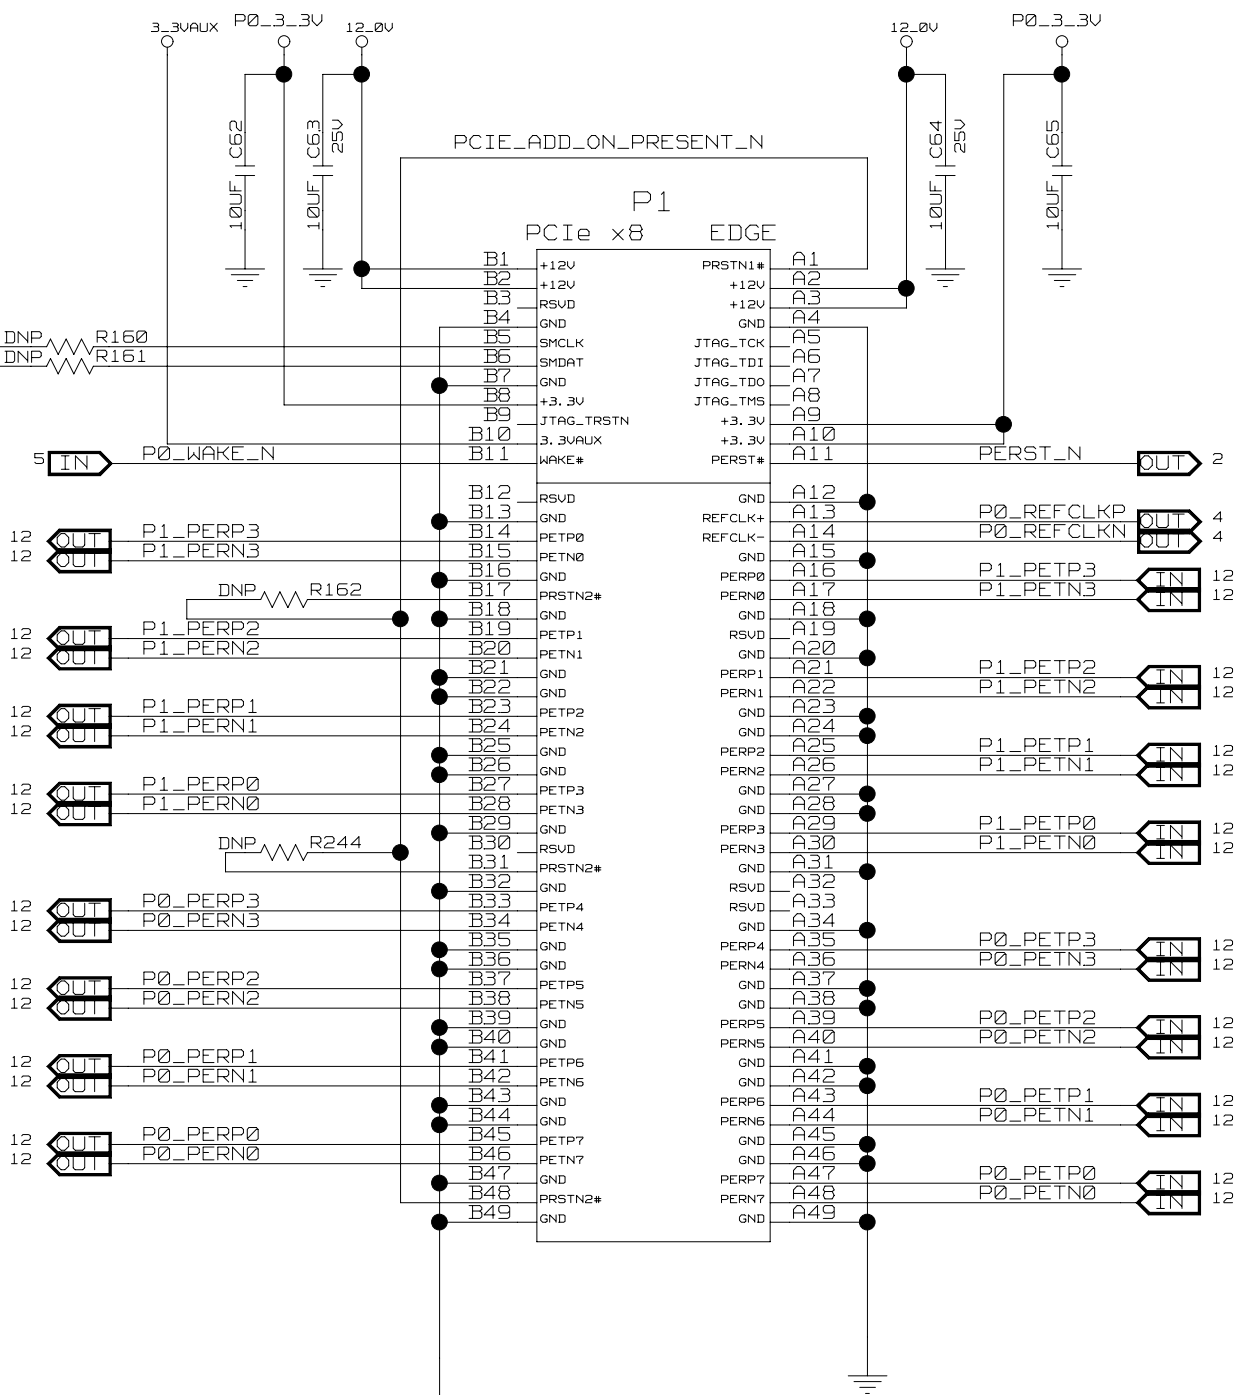 3_3VAUX P0_3_3V 12_0V 12_0V P0_3_3V
C62 10UF
C63 25V 10UF
C64 25V 10UF
C65 10UF
PCIE_ADD_ON_PRESENT_N
P1
PCIe x8 EDGE
B1 +12V PRSTN1# A1
B2 +12V +12V A2
B3 RSVD +12V A3
B4 GND GND A4
DNP R160 B5 SMCLK JTAG_TCK A5
DNP R161 B6 SMDAT JTAG_TDI A6
B7 GND JTAG_TDO A7
B8 +3.3V JTAG_TMS A8
B9 JTAG_TRSTN +3.3V A9
B10 3.3VAUX +3.3V A10
5 IN P0_WAKE_N B11 WAKE# PERST# A11 PERST_N OUT 2
B12 RSVD GND A12
B13 GND REFCLK+ A13 P0_REFCLKP OUT 4
12 OUT P1_PERP3 B14 PETP0 REFCLK- A14 P0_REFCLKN OUT 4
12 OUT P1_PERN3 B15 PETN0 GND A15
B16 GND PERP0 A16 P1_PETP3 IN 12
DNP R162 B17 PRSTN2# PERN0 A17 P1_PETN3 IN 12
B18 GND GND A18
12 OUT P1_PERP2 B19 PETP1 RSVD A19
12 OUT P1_PERN2 B20 PETN1 GND A20
B21 GND PERP1 A21 P1_PETP2 IN 12
B22 GND PERN1 A22 P1_PETN2 IN 12
12 OUT P1_PERP1 B23 PETP2 GND A23
12 OUT P1_PERN1 B24 PETN2 GND A24
B25 GND PERP2 A25 P1_PETP1 IN 12
B26 GND PERN2 A26 P1_PETN1 IN 12
12 OUT P1_PERP0 B27 PETP3 GND A27
12 OUT P1_PERN0 B28 PETN3 GND A28
B29 GND PERP3 A29 P1_PETP0 IN 12
DNP R244 B30 RSVD PERN3 A30 P1_PETN0 IN 12
B31 PRSTN2# GND A31
B32 GND RSVD A32
12 OUT P0_PERP3 B33 PETP4 RSVD A33
12 OUT P0_PERN3 B34 PETN4 GND A34
B35 GND PERP4 A35 P0_PETP3 IN 12
B36 GND PERN4 A36 P0_PETN3 IN 12
12 OUT P0_PERP2 B37 PETP5 GND A37
12 OUT P0_PERN2 B38 PETN5 GND A38
B39 GND PERP5 A39 P0_PETP2 IN 12
B40 GND PERN5 A40 P0_PETN2 IN 12
12 OUT P0_PERP1 B41 PETP6 GND A41
12 OUT P0_PERN1 B42 PETN6 GND A42
B43 GND PERP6 A43 P0_PETP1 IN 12
B44 GND PERN6 A44 P0_PETN1 IN 12
12 OUT P0_PERP0 B45 PETP7 GND A45
12 OUT P0_PERN0 B46 PETN7 GND A46
B47 GND PERP7 A47 P0_PETP0 IN 12
B48 PRSTN2# PERN7 A48 P0_PETN0 IN 12
B49 GND GND A49